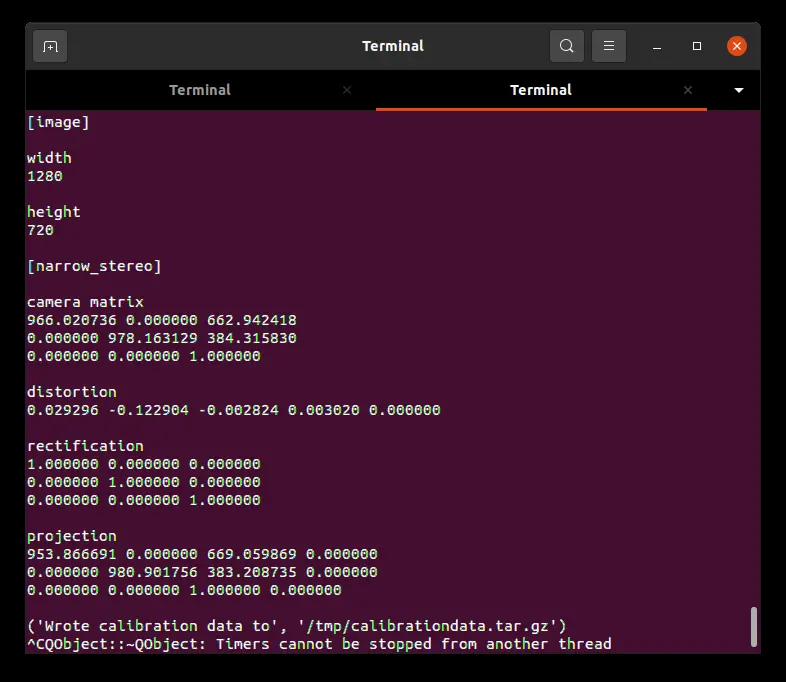 Terminal
Terminal
Terminal
[image]
width
1280
height
720
[narrow_stereo]
camera matrix
966.020736 0.000000 662.942418
0.000000 978.163129 384.315830
0.000000 0.000000 1.000000
distortion
0.029296 -0.122904 -0.002824 0.003020 0.000000
rectification
1.000000 0.000000 0.000000
0.000000 1.000000 0.000000
0.000000 0.000000 1.000000
projection
953.866691 0.000000 669.059869 0.000000
0.000000 980.901756 383.208735 0.000000
0.000000 0.000000 1.000000 0.000000
('Wrote calibration data to', '/tmp/calibrationdata.tar.gz')
^CQObject::~QObject: Timers cannot be stopped from another thread